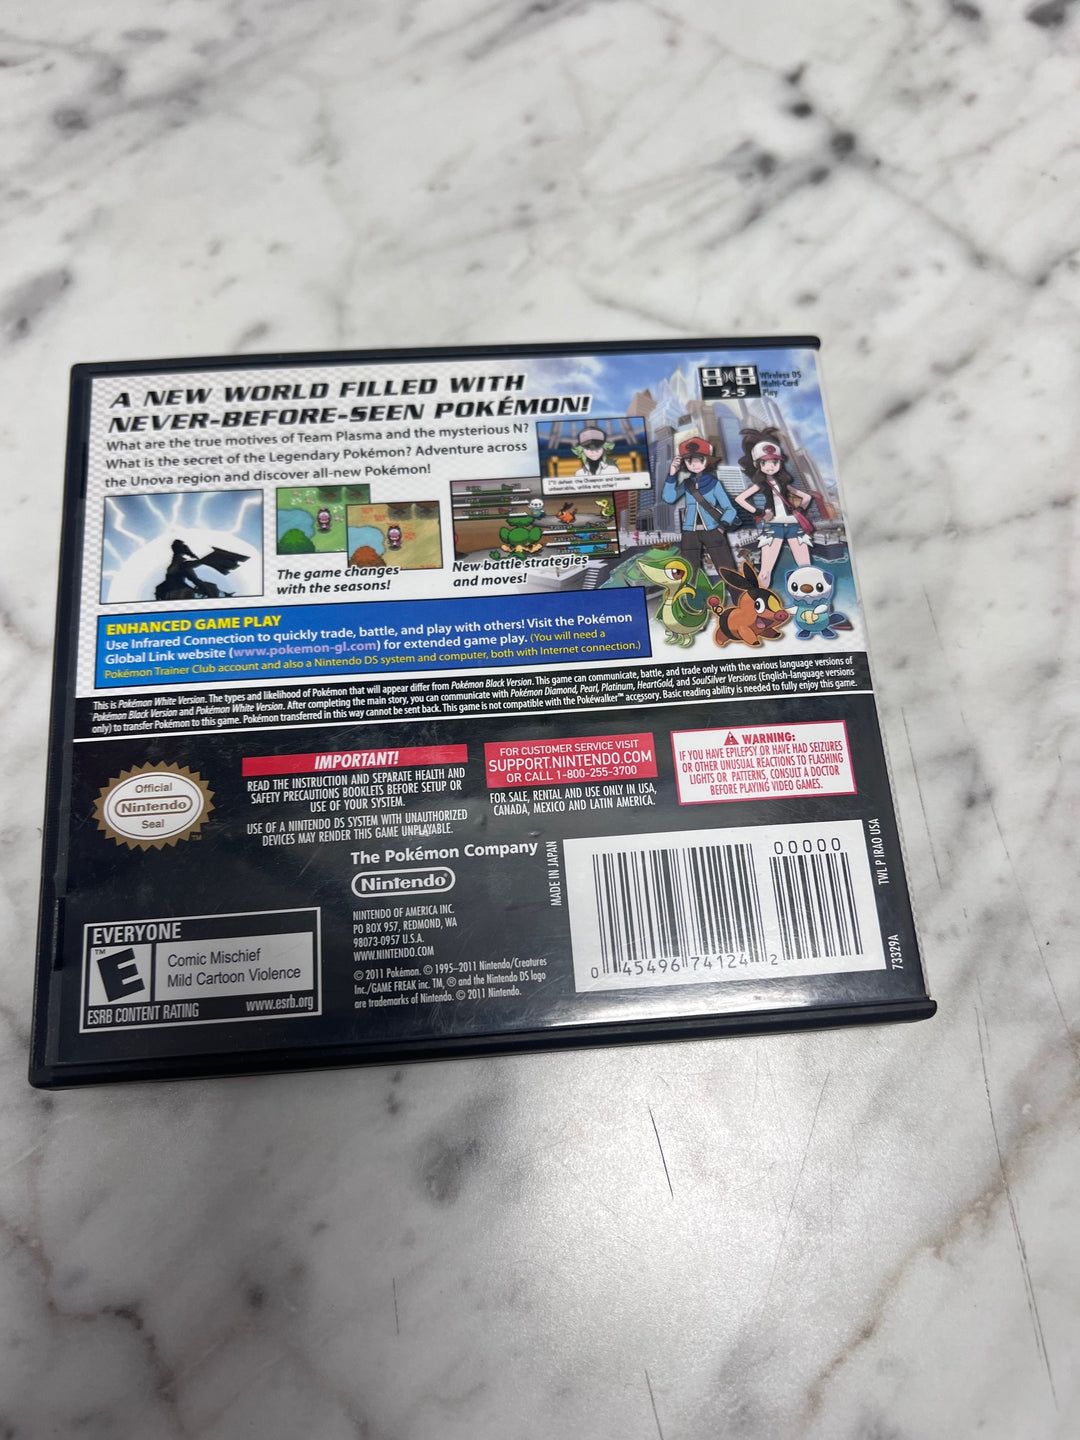 A NEW WORLD FILLED WITH
NEVER-BEFORE-SEEN POKÉMON!
What are the true motives of Team Plasma and the mysterious N?
What is the secret of the Legendary Pokémon? Adventure across
the Unova region and discover all-new Pokémon!
2-5
Wireless DS
Multi-Card
Play
I'll defeat the Champion and become
unbeatable, unlike any other!
The game changes
with the seasons!
New battle strategies
and moves!
ENHANCED GAME PLAY
Use Infrared Connection to quickly trade, battle, and play with others! Visit the Pokémon
Global Link website (www.pokemon-gl.com) for extended game play. (You will need a
Pokémon Trainer Club account and also a Nintendo DS system and computer, both with Internet connection.)
This is Pokémon White Version. The types and likelihood of Pokémon that will appear differ from Pokémon Black Version. This game can communicate, battle, and trade only with the various language versions of
Pokémon Black Version and Pokémon White Version. After completing the main story, you can communicate with Pokémon Diamond, Pearl, Platinum, HeartGold, and SoulSilver Versions (English-language versions
only) to transfer Pokémon to this game. Pokémon transferred in this way cannot be sent back. This game is not compatible with the Pokéwalker™ accessory. Basic reading ability is needed to fully enjoy this game.
Official
Nintendo
Seal
TM
IMPORTANT!
READ THE INSTRUCTION AND SEPARATE HEALTH AND
SAFETY PRECAUTIONS BOOKLETS BEFORE SETUP OR
USE OF YOUR SYSTEM.
USE OF A NINTENDO DS SYSTEM WITH UNAUTHORIZED
DEVICES MAY RENDER THIS GAME UNPLAYABLE.
FOR CUSTOMER SERVICE VISIT
SUPPORT.NINTENDO.COM
OR CALL 1-800-255-3700
FOR SALE, RENTAL AND USE ONLY IN USA,
CANADA, MEXICO AND LATIN AMERICA.
WARNING:
IF YOU HAVE EPILEPSY OR HAVE HAD SEIZURES
OR OTHER UNUSUAL REACTIONS TO FLASHING
LIGHTS OR PATTERNS, CONSULT A DOCTOR
BEFORE PLAYING VIDEO GAMES.
The Pokémon Company
Nintendo®
NINTENDO OF AMERICA INC.
PO BOX 957, REDMOND, WA
98073-0957 U.S.A.
WWW.NINTENDO.COM
© 2011 Pokémon. © 1995–2011 Nintendo/Creatures
Inc./GAME FREAK inc. TM, ® and the Nintendo DS logo
are trademarks of Nintendo. © 2011 Nintendo.
EVERYONE
TM
E
Comic Mischief
Mild Cartoon Violence
ESRB CONTENT RATING
www.esrb.org
MADE IN JAPAN
00000
0 45496 74124 2
TWL P IRAO USA
73329A